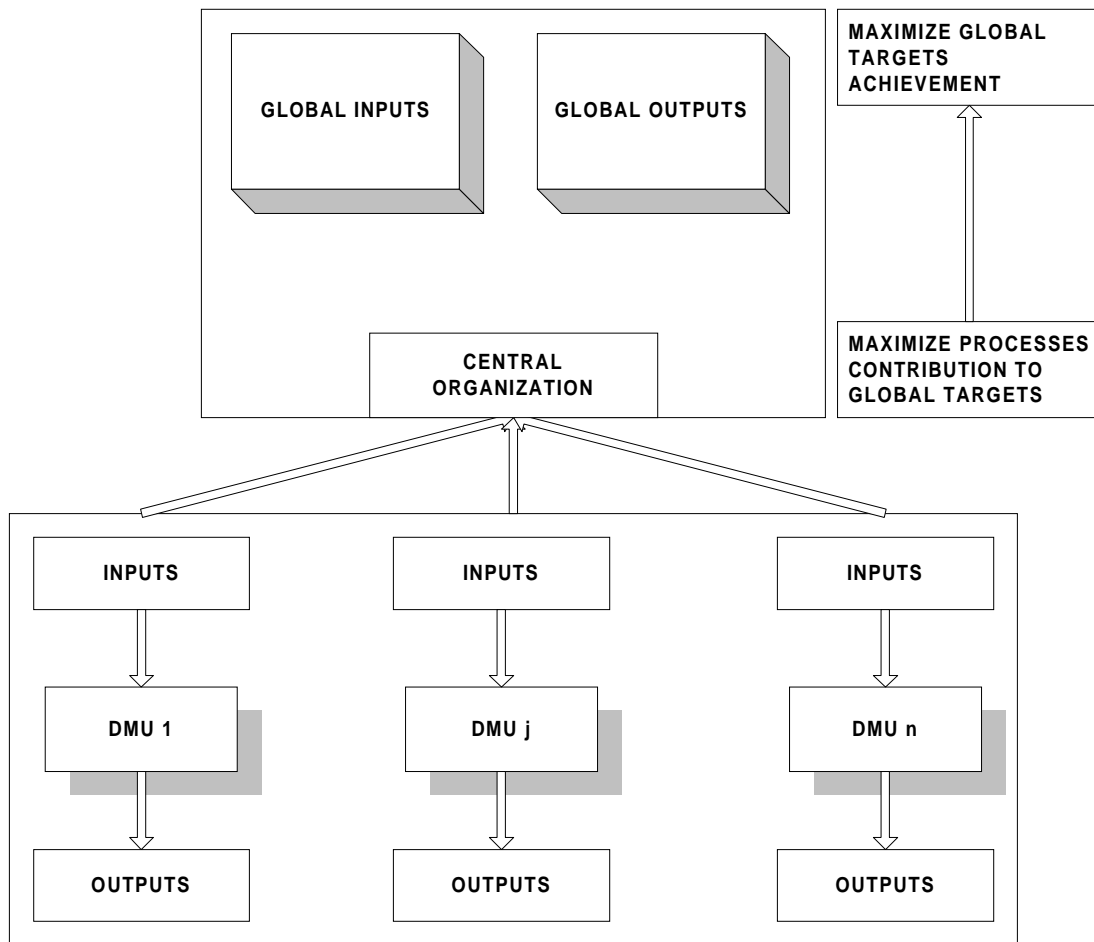 GLOBAL INPUTS
GLOBAL OUTPUTS
MAXIMIZE GLOBAL
TARGETS
ACHIEVEMENT
CENTRAL
ORGANIZATION
MAXIMIZE PROCESSES
CONTRIBUTION TO
GLOBAL TARGETS
INPUTS
INPUTS
INPUTS
DMU 1
DMU j
DMU n
OUTPUTS
OUTPUTS
OUTPUTS